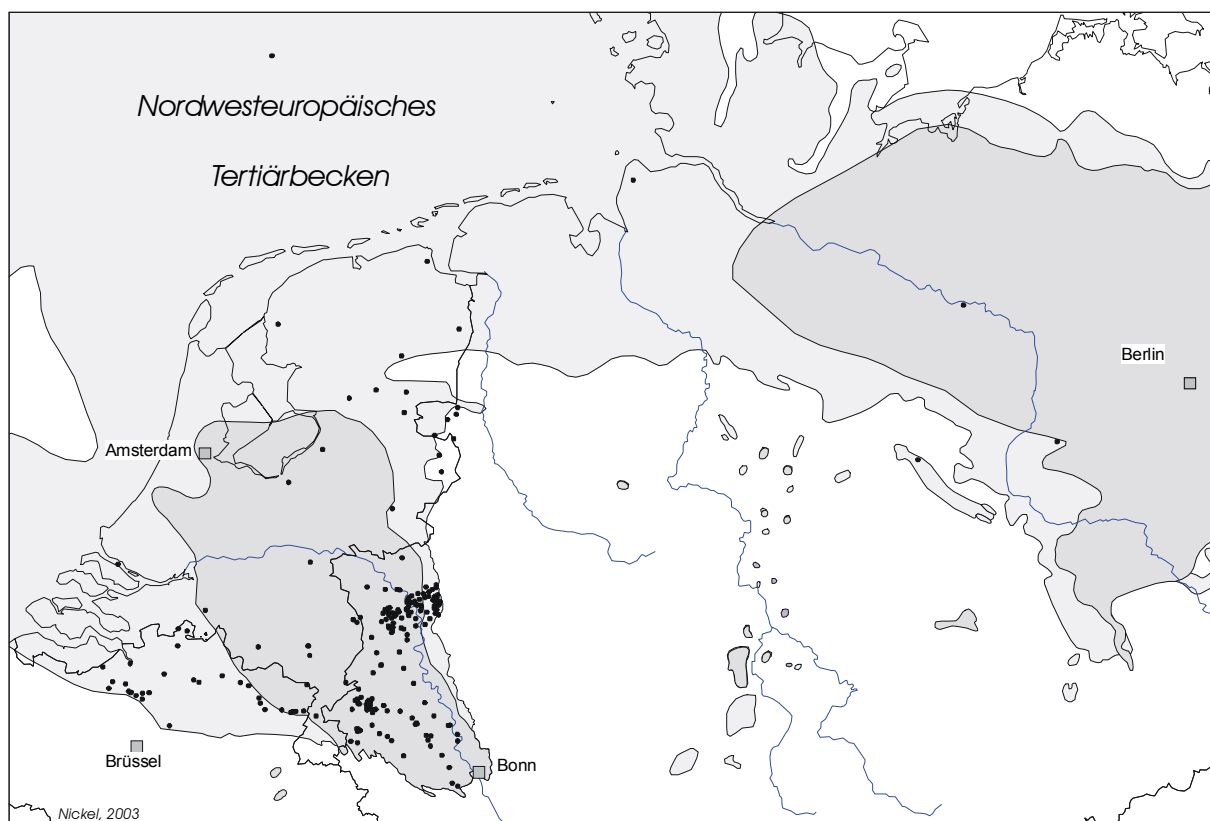 Nordwesteuropäisches
Tertiärbecken
Berlin
Amsterdam
Brüssel
Bonn
Nickel, 2003